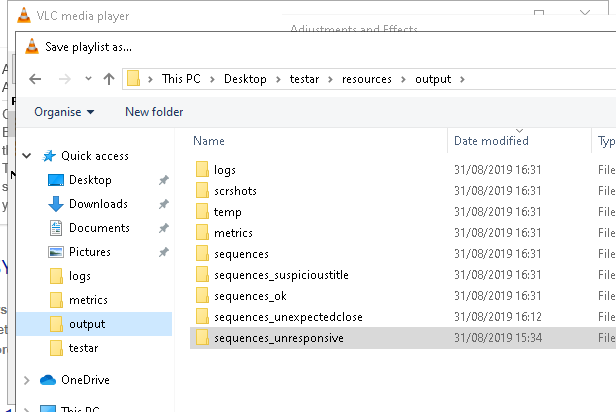 VLC media player
Adjustments and Effects
Save playlist as...
This PC > Desktop > testar > resources > output >
Organise New folder
Name Date modified Typ
Quick access
Desktop
Downloads
Documents
Pictures
logs
metrics
output
testar
OneDrive
This PC
logs 31/08/2019 16:31 File
scrshots 31/08/2019 16:31 File
temp 31/08/2019 16:31 File
metrics 31/08/2019 16:31 File
sequences 31/08/2019 16:31 File
sequences_suspicioustitle 31/08/2019 16:31 File
sequences_ok 31/08/2019 16:31 File
sequences_unexpectedclose 31/08/2019 16:12 File
sequences_unresponsive 31/08/2019 15:34 File